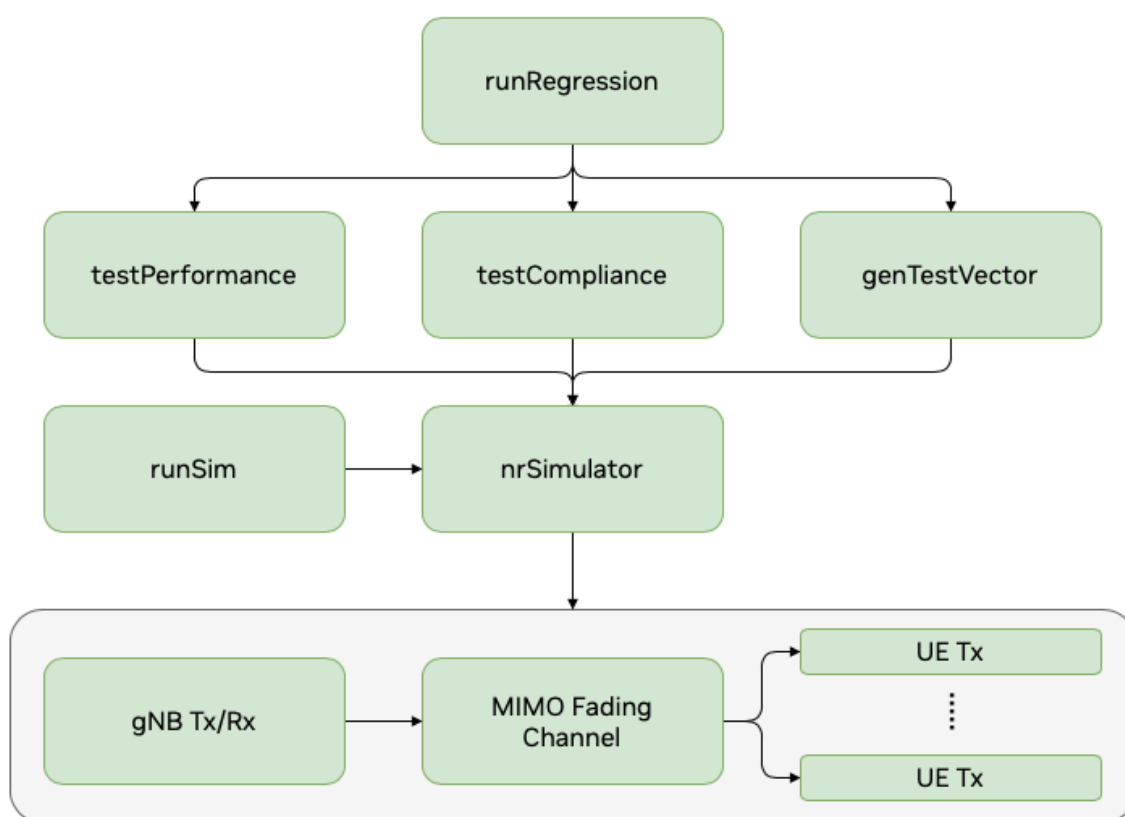 runRegression
testPerformance
testCompliance
genTestVector
runSim
nrSimulator
gNB Tx/Rx
MIMO Fading
Channel
UE Tx
UE Tx